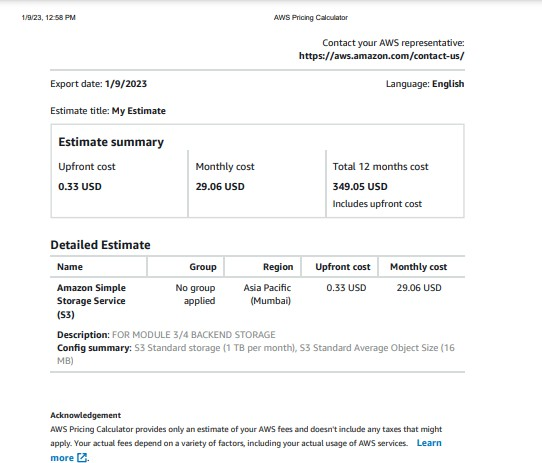 1/9/23, 12:58 PM AWS Pricing Calculator
Contact your AWS representative:
https://aws.amazon.com/contact-us/
Export date: 1/9/2023 Language: English
Estimate title: My Estimate
Estimate summary
Upfront cost Monthly cost Total 12 months cost
0.33 USD 29.06 USD 349.05 USD
Includes upfront cost
Detailed Estimate
Name Group Region Upfront cost Monthly cost
Amazon Simple No group Asia Pacific 0.33 USD 29.06 USD
Storage Service applied (Mumbai)
(S3)
Description: FOR MODULE 3/4 BACKEND STORAGE
Config summary: S3 Standard storage (1 TB per month), S3 Standard Average Object Size (16
MB)
Acknowledgement
AWS Pricing Calculator provides only an estimate of your AWS fees and doesn't include any taxes that might
apply. Your actual fees depend on a variety of factors, including your actual usage of AWS services. Learn
more.